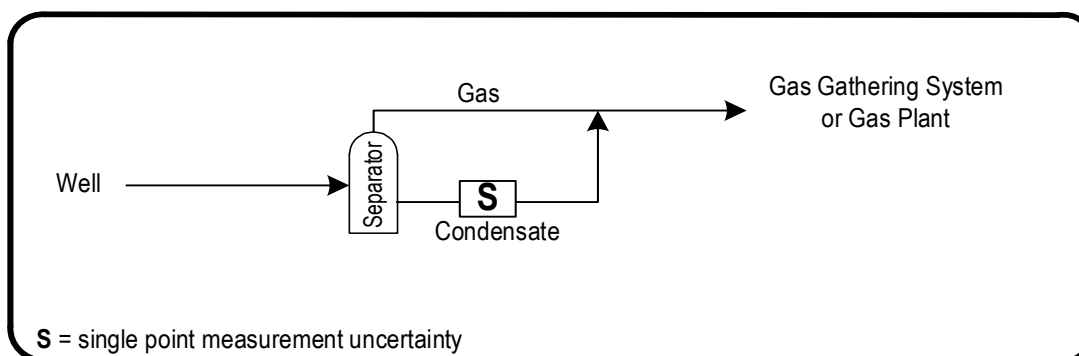 Gas
Gas Gathering System
or Gas Plant
Well
Separator
S
Condensate
S = single point measurement uncertainty